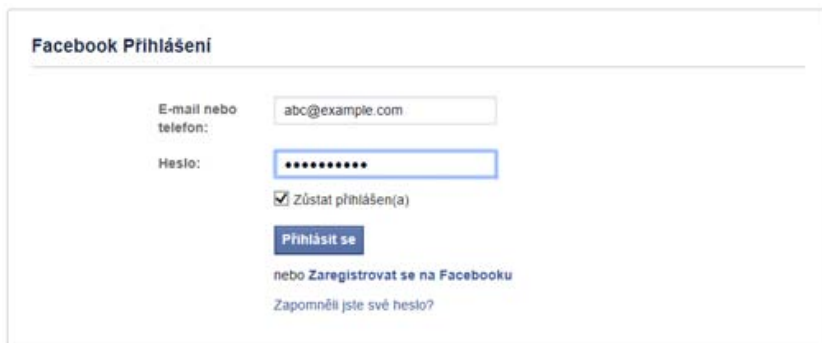 Facebook Přihlášení
E-mail nebo
telefon:
abc@example.com
Heslo:
••••••••••
Zůstat přihlášen(a)
Přihlásit se
nebo Zaregistrovat se na Facebooku
Zapomněli jste své heslo?